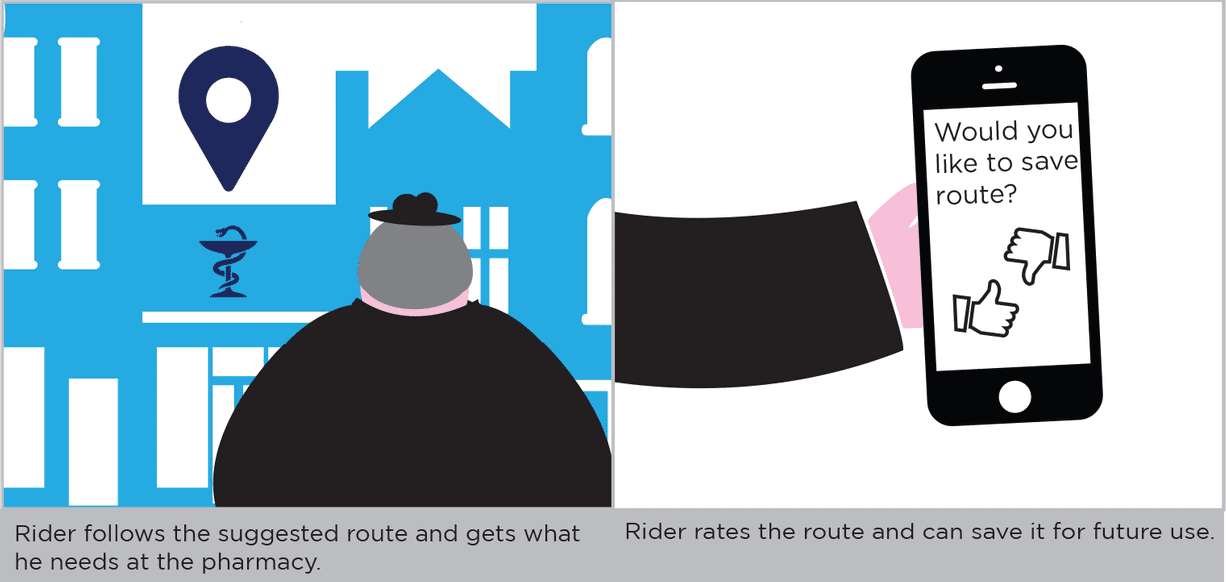 Would you
like to save
route?
Rider follows the suggested route and gets what
he needs at the pharmacy.
Rider rates the route and can save it for future use.